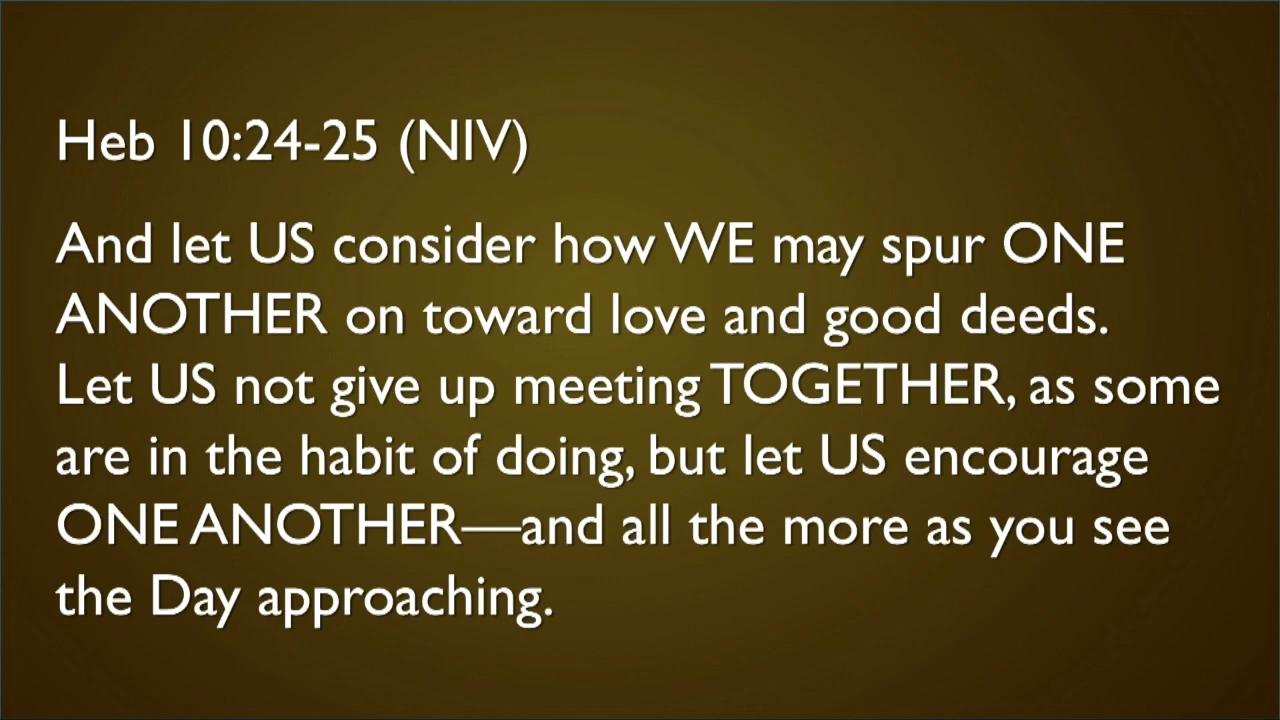 Heb 10:24-25 (NIV)
And let US consider how WE may spur ONE
ANOTHER on toward love and good deeds.
Let US not give up meeting TOGETHER, as some
are in the habit of doing, but let US encourage
ONE ANOTHER—and all the more as you see
the Day approaching.